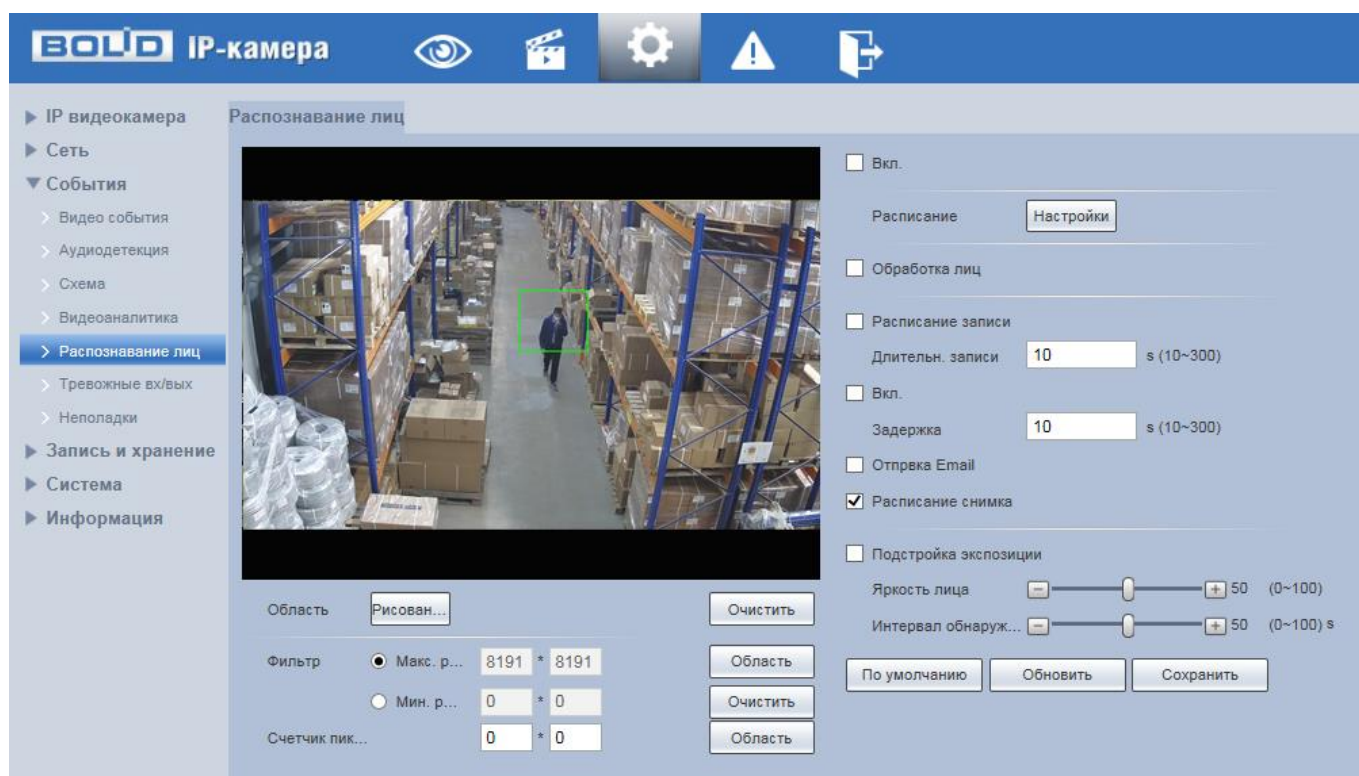 BOLID IP-камера
IP видеокамера
Сеть
События
Видео события
Аудиодетекция
Схема
Видеоаналитика
Распознавание лиц
Тревожные вх/вых
Неполадки
Запись и хранение
Система
Информация
Распознавание лиц
Область Рисован... Очистить
Фильтр Макс. р... 8191 * 8191 Область
Мин. р... 0 * 0 Очистить
Счетчик пик... 0 * 0 Область
Вкл.
Расписание Настройки
Обработка лиц
Расписание записи
Длительн. записи 10 s (10~300)
Вкл.
Задержка 10 s (10~300)
Отпрвка Email
Расписание снимка
Подстройка экспозиции
Яркость лица - + 50 (0~100)
Интервал обнаруж... - + 50 (0~100) s
По умолчанию Обновить Сохранить